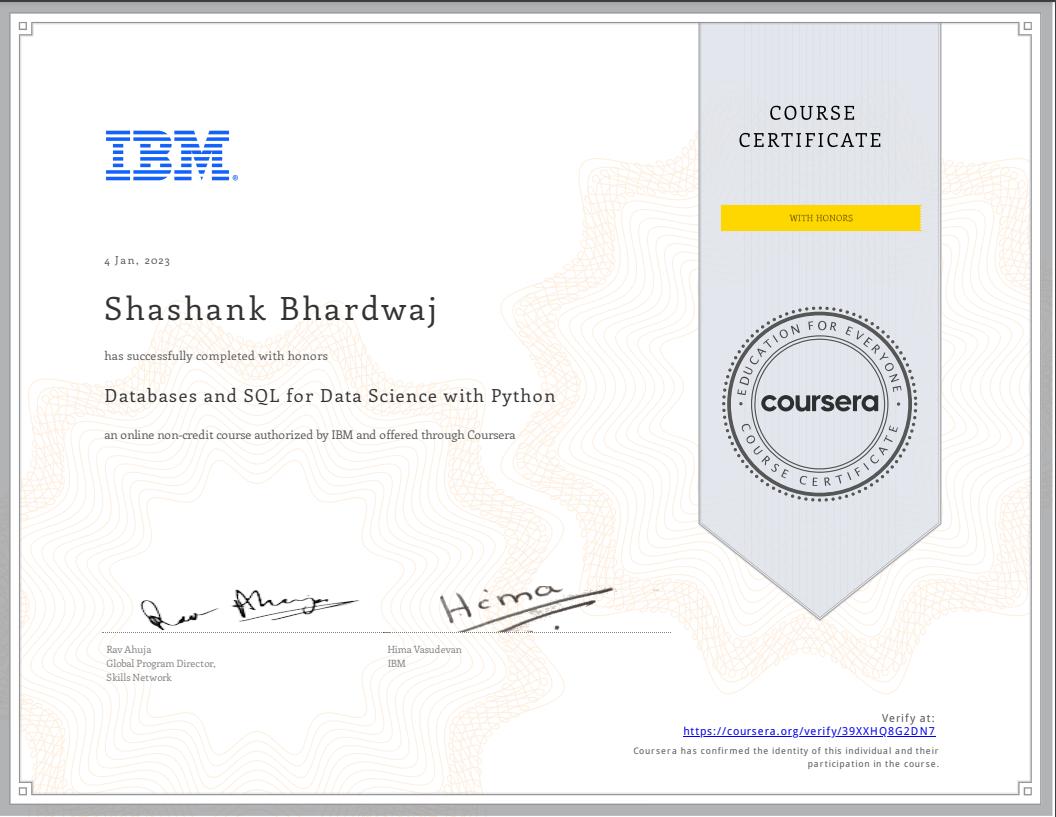 COURSE
CERTIFICATE
IBM®
WITH HONORS
4 Jan, 2023
Shashank Bhardwaj
has successfully completed with honors
Databases and SQL for Data Science with Python
an online non-credit course authorized by IBM and offered through Coursera
EDUCATION FOR EVERYONE
coursera
COURSE CERTIFICATE
Rav Ahuja
Hima
Rav Ahuja
Global Program Director,
Skills Network
Hima Vasudevan
IBM
Verify at:
https://coursera.org/verify/39XXHQ8G2DN7
Coursera has confirmed the identity of this individual and their
participation in the course.